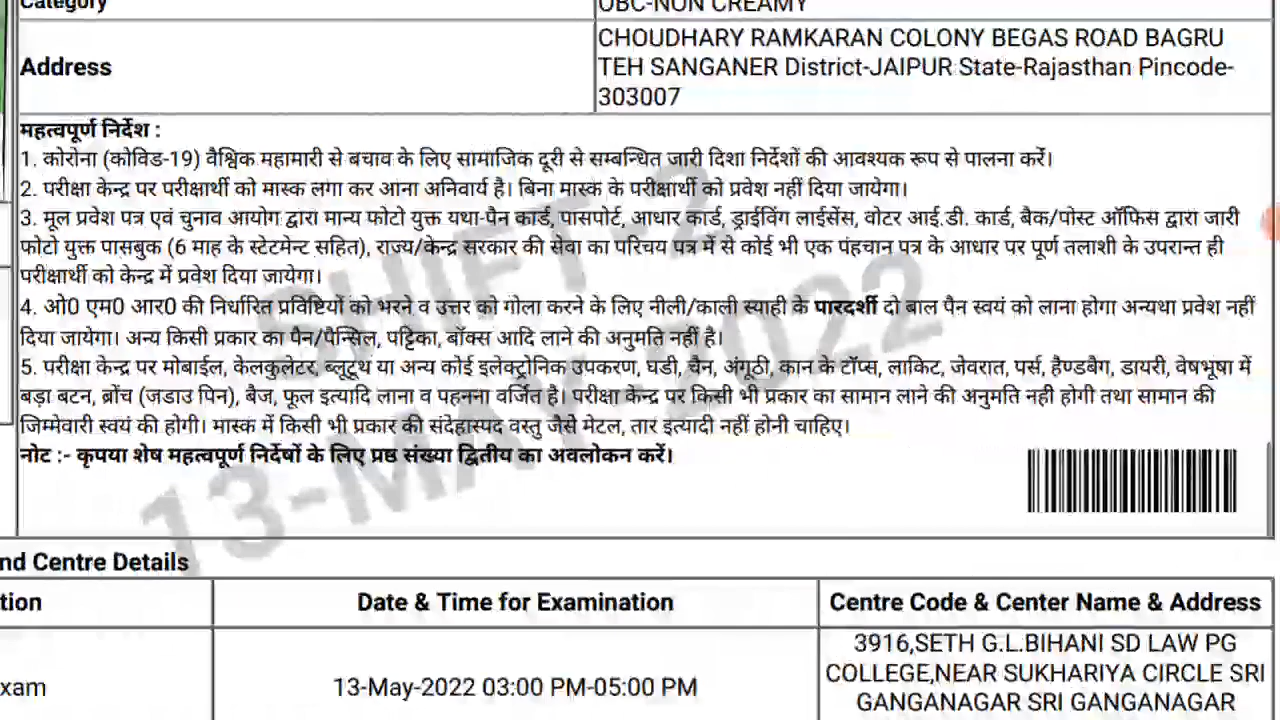 Category
OBC-NON CREAMY
Address
CHOUDHARY RAMKARAN COLONY BEGAS ROAD BAGRU
TEH SANGANER District-JAIPUR State-Rajasthan Pincode-
303007
महत्वपूर्ण निर्देश :
1. कोरोना (कोविड-19) वैश्विक महामारी से बचाव के लिए सामाजिक दूरी से सम्बन्धित जारी दिशा निर्देशों की आवश्यक रूप से पालना करें।
2. परीक्षा केन्द्र पर परीक्षार्थी को मास्क लगा कर आना अनिवार्य है। बिना मास्क के परीक्षार्थी को प्रवेश नहीं दिया जायेगा।
3. मूल प्रवेश पत्र एवं चुनाव आयोग द्वारा मान्य फोटो युक्त यथा-पैन कार्ड, पासपोर्ट, आधार कार्ड, ड्राईविंग लाईसेंस, वोटर आई.डी. कार्ड, बैक/पोस्ट ऑफिस द्वारा जारी
फोटो युक्त पासबुक (6 माह के स्टेटमेन्ट सहित), राज्य/केन्द्र सरकार की सेवा का परिचय पत्र में से कोई भी एक पंहचान पत्र के आधार पर पूर्ण तलाशी के उपरान्त ही
परीक्षार्थी को केन्द्र में प्रवेश दिया जायेगा।
4. ओ0 एम0 आर0 की निर्धारित प्रविष्टियों को भरने व उत्तर को गोला करने के लिए नीली/काली स्याही के पारदर्शी दो बाल पैन स्वयं को लाना होगा अन्यथा प्रवेश नहीं
दिया जायेगा। अन्य किसी प्रकार का पैन/पैन्सिल, पट्टिका, बॉक्स आदि लाने की अनुमति नहीं है।
5. परीक्षा केन्द्र पर मोबाईल, केलकुलेटर, ब्लूटूथ या अन्य कोई इलेक्ट्रोनिक उपकरण, घडी, चैन, अंगूठी, कान के टॉप्स, लाकिट, जेवरात, पर्स, हैण्डबैग, डायरी, वेषभूषा में
बड़ा बटन, ब्रोंच (जडाउ पिन), बैज, फूल इत्यादि लाना व पहनना वर्जित है। परीक्षा केन्द्र पर किसी भी प्रकार का सामान लाने की अनुमति नही होगी तथा सामान की
जिम्मेवारी स्वयं की होगी। मास्क में किसी भी प्रकार की संदेहास्पद वस्तु जैसे मेटल, तार इत्यादी नहीं होनी चाहिए।
नोट :- कृपया शेष महत्वपूर्ण निर्देषों के लिए प्रष्ठ संख्या द्वितीय का अवलोकन करें।
SHIFT-2
13-MAY-2022
nd Centre Details
tion
Date & Time for Examination
Centre Code & Center Name & Address
xam
13-May-2022 03:00 PM-05:00 PM
3916,SETH G.L.BIHANI SD LAW PG
COLLEGE,NEAR SUKHARIYA CIRCLE SRI
GANGANAGAR SRI GANGANAGAR